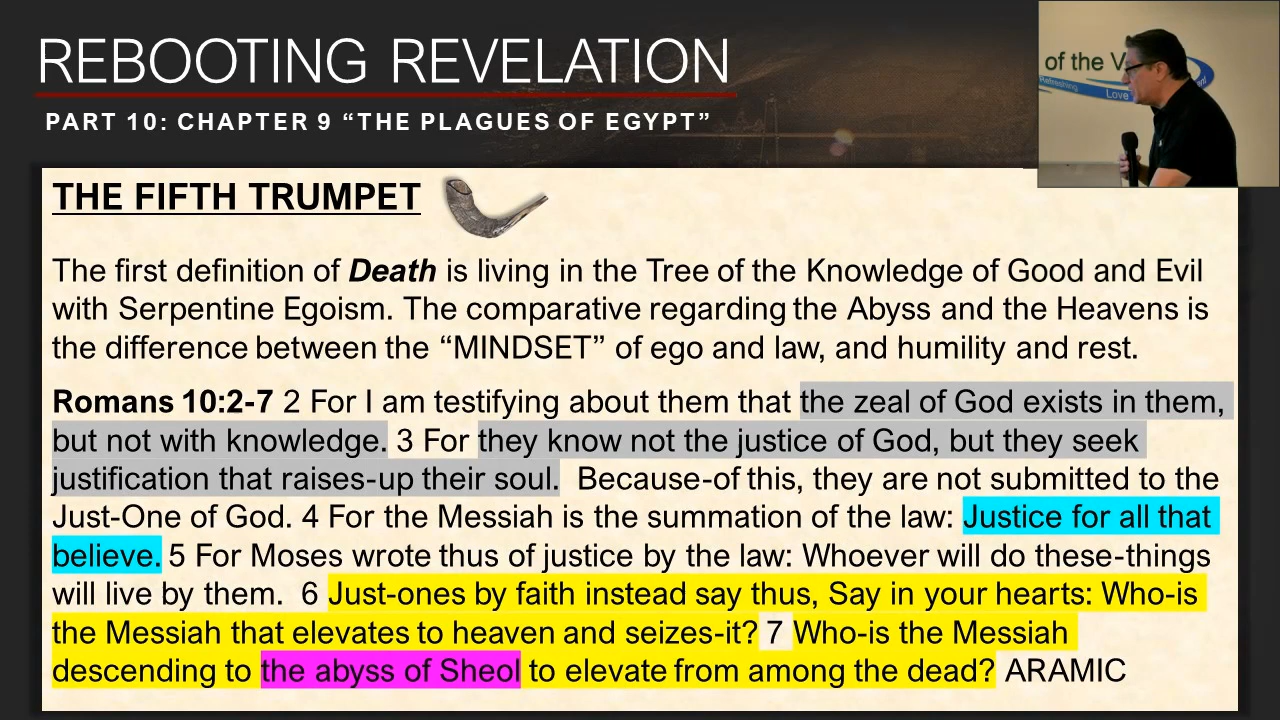 REBOOTING REVELATION
PART 10: CHAPTER 9 “THE PLAGUES OF EGYPT”
of the
Refreshing
Love
THE FIFTH TRUMPET
The first definition of Death is living in the Tree of the Knowledge of Good and Evil
with Serpentine Egoism. The comparative regarding the Abyss and the Heavens is
the difference between the “MINDSET” of ego and law, and humility and rest.
Romans 10:2-7 2 For I am testifying about them that the zeal of God exists in them,
but not with knowledge. 3 For they know not the justice of God, but they seek
justification that raises-up their soul. Because-of this, they are not submitted to the
Just-One of God. 4 For the Messiah is the summation of the law: Justice for all that
believe. 5 For Moses wrote thus of justice by the law: Whoever will do these-things
will live by them. 6 Just-ones by faith instead say thus, Say in your hearts: Who-is
the Messiah that elevates to heaven and seizes-it? 7 Who-is the Messiah
descending to the abyss of Sheol to elevate from among the dead? ARAMIC